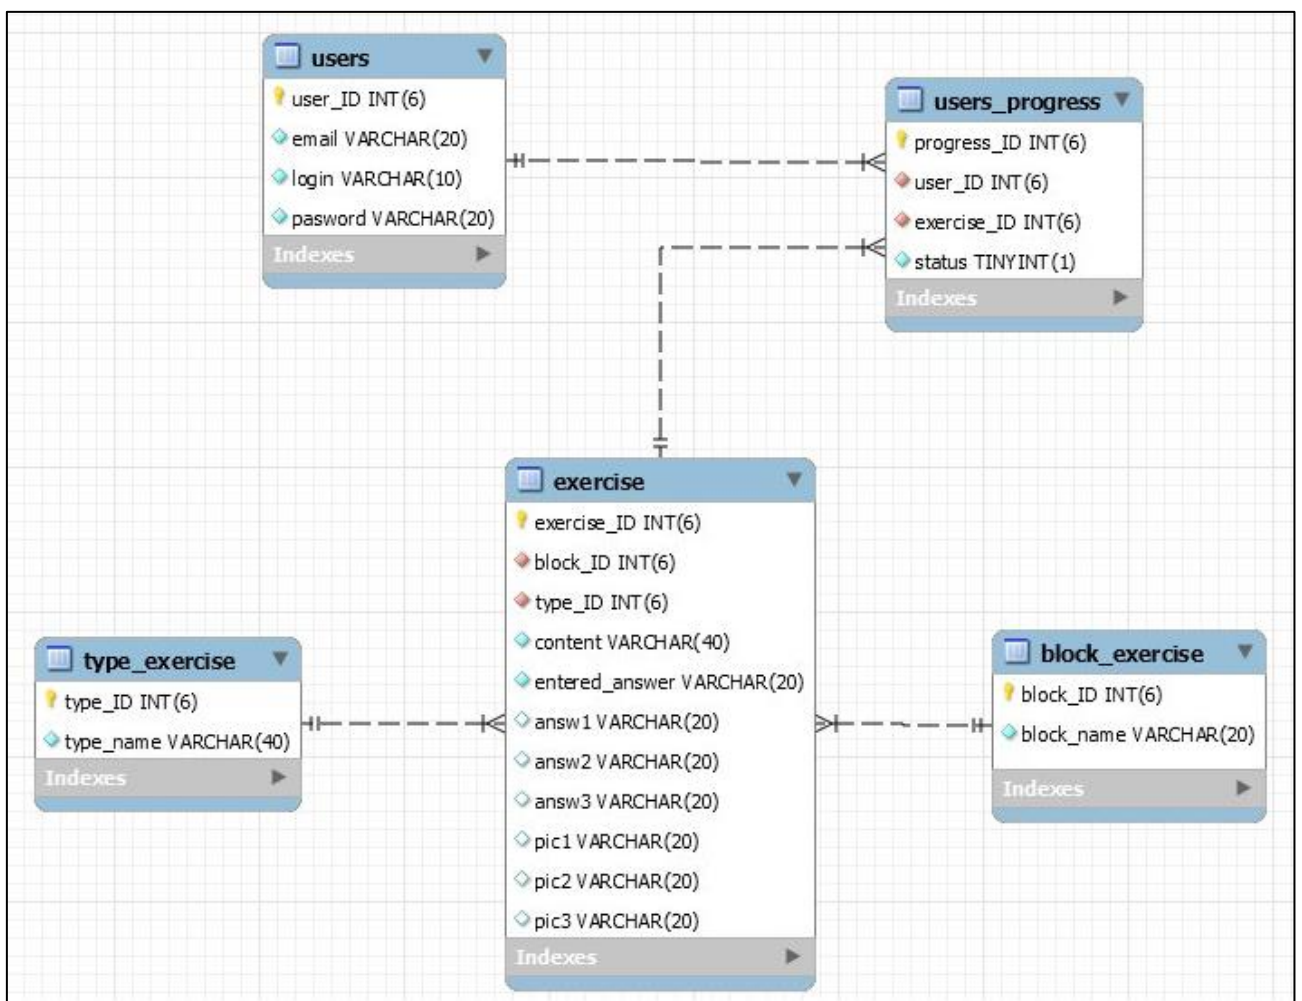 users
user_ID INT(6)
email VARCHAR(20)
login VARCHAR(10)
pasword VARCHAR(20)
Indexes
users_progress
progress_ID INT(6)
user_ID INT(6)
exercise_ID INT(6)
status TINYINT(1)
Indexes
exercise
exercise_ID INT(6)
block_ID INT(6)
type_ID INT(6)
content VARCHAR(40)
entered_answer VARCHAR(20)
answ1 VARCHAR(20)
answ2 VARCHAR(20)
answ3 VARCHAR(20)
pic1 VARCHAR(20)
pic2 VARCHAR(20)
pic3 VARCHAR(20)
Indexes
type_exercise
type_ID INT(6)
type_name VARCHAR(40)
Indexes
block_exercise
block_ID INT(6)
block_name VARCHAR(20)
Indexes